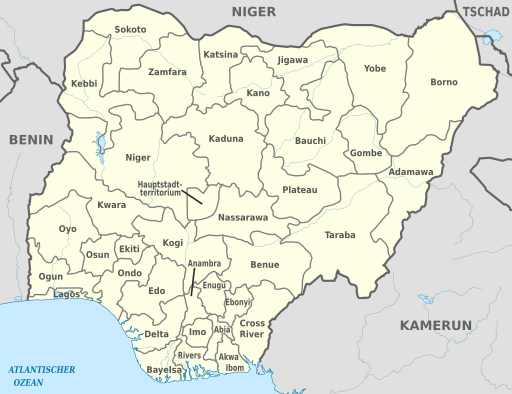 NIGER
TSCHAD
Sokoto
Katsina
Jigawa
Yobe
Borno
Zamfara
Kebbi
Kano
BENIN
Kaduna
Bauchi
Gombe
Niger
Adamawa
Hauptstadt-
territorium
Plateau
Kwara
Nassarawa
Oyo
Taraba
Kogi
Ekiti
Osun
Anambra
Benue
Ogun
Ondo
Enugu
Edo
Lagos
Ebonyi
Cross
River
KAMERUN
Delta
Imo
Abia
Rivers
Akwa
Ibom
Bayelsa
ATLANTISCHER
OZEAN